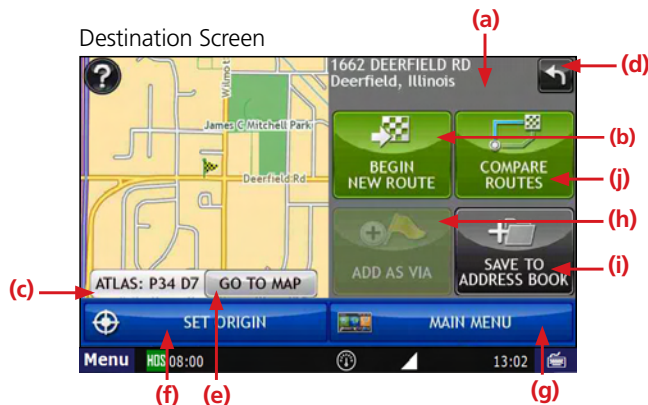 Destination Screen
(a)
1662 DEERFIELD RD
Deerfield, Illinois
(d)
?
Wilmot
James C Mitchell Park
Deerfield Rd
BEGIN
NEW ROUTE
(b)
COMPARE
ROUTES
(j)
(h)
ADD AS VIA
SAVE TO
ADDRESS BOOK
(i)
(c)
ATLAS: P34 D7
GO TO MAP
SET ORIGIN
MAIN MENU
Menu
HOS 08:00
13:02
(f)
(e)
(g)